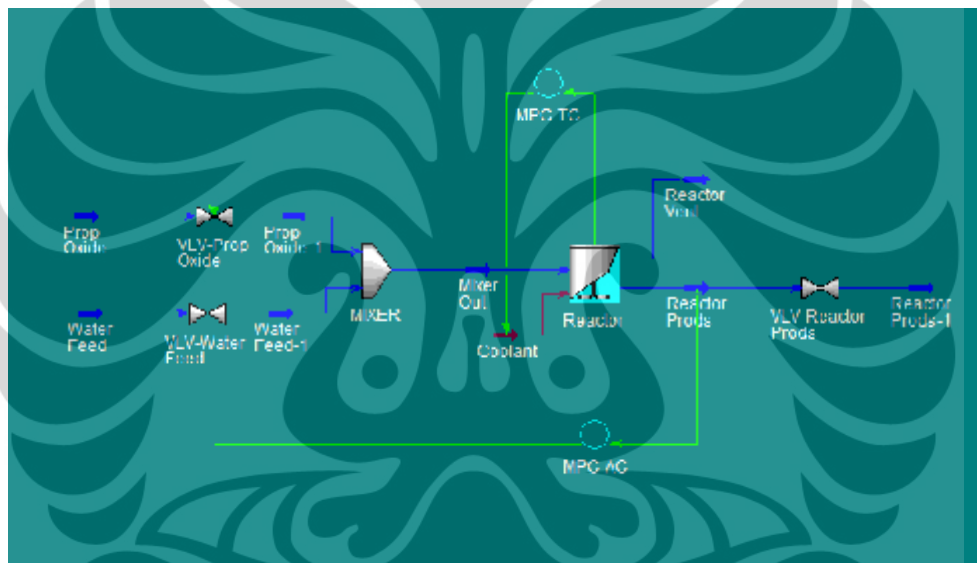 MPC TC
Reactor
Vent
Prop
Oxide
VLV-Prop
Oxide
Prop
Oxide-1
Mixer
Out
MIXER
Reactor
Reactor
Prods
VLV-Reactor
Prods
Reactor
Prods-1
Water
Feed
VLV-Water
Feed
Water
Feed-1
Coolant
MPC AC